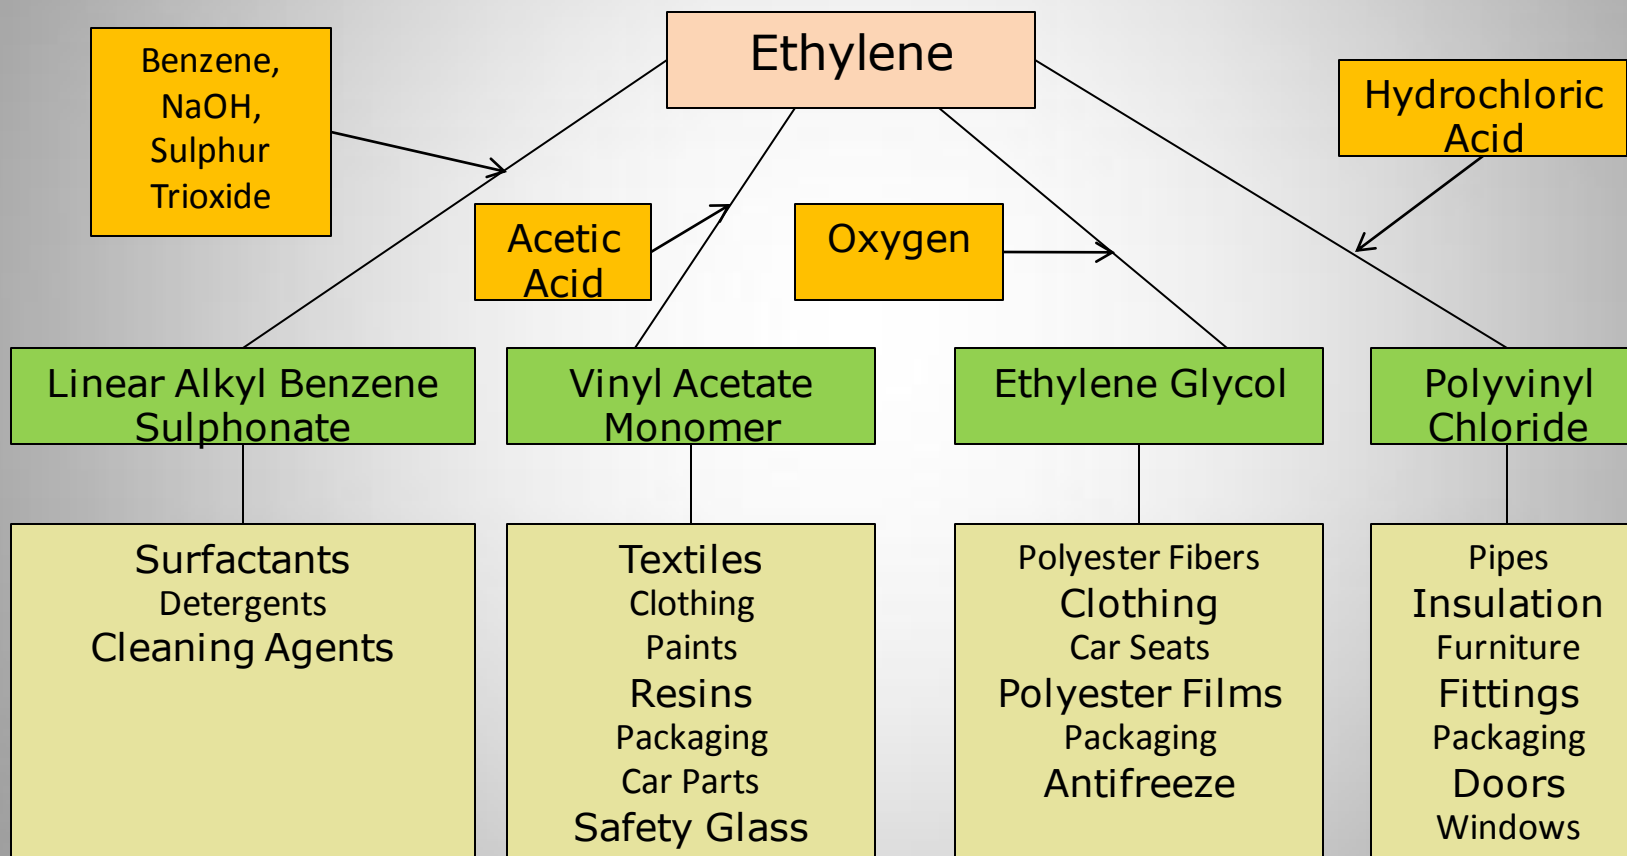 Ethylene
Benzene,
NaOH,
Sulphur
Trioxide
Hydrochloric
Acid
Acetic
Acid
Oxygen
Linear Alkyl Benzene
Sulphonate
Vinyl Acetate
Monomer
Ethylene Glycol
Polyvinyl
Chloride
Surfactants
Detergents
Cleaning Agents
Textiles
Clothing
Paints
Resins
Packaging
Car Parts
Safety Glass
Polyester Fibers
Clothing
Car Seats
Polyester Films
Packaging
Antifreeze
Pipes
Insulation
Furniture
Fittings
Packaging
Doors
Windows